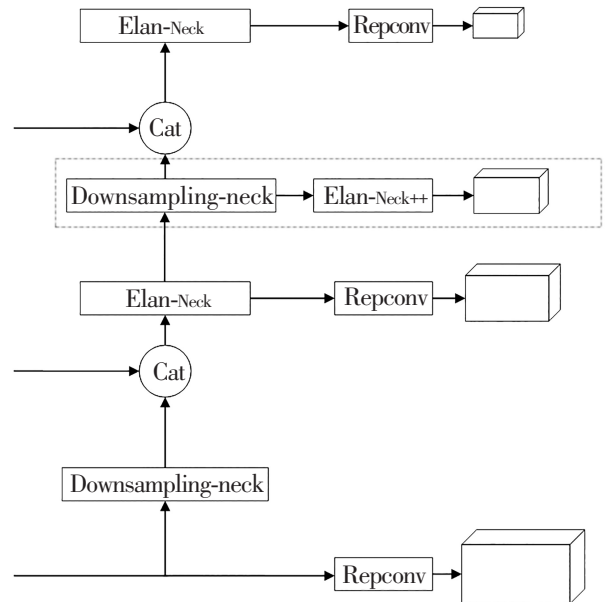 Elan-Neck
Repconv
Cat
Downsampling-neck
Elan-Neck++
Elan-Neck
Repconv
Cat
Downsampling-neck
Repconv